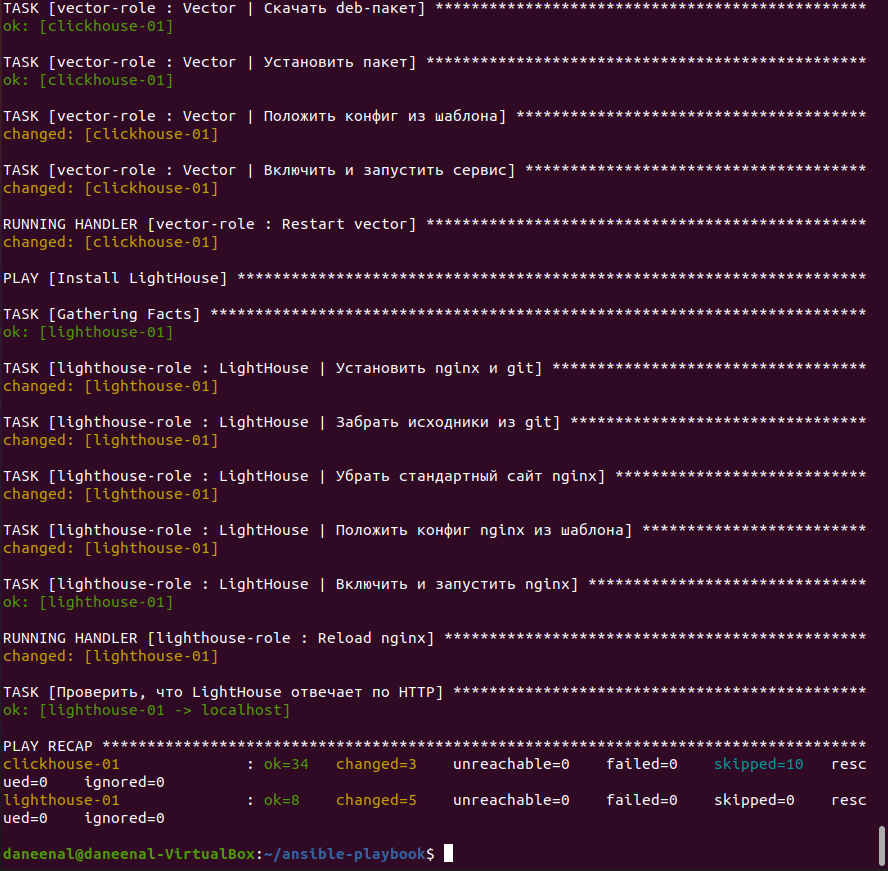 TASK [vector-role : Vector | Скачать deb-пакет] ************************************************
ok: [clickhouse-01]
TASK [vector-role : Vector | Установить пакет] *************************************************
ok: [clickhouse-01]
TASK [vector-role : Vector | Положить конфиг из шаблона] ***************************************
changed: [clickhouse-01]
TASK [vector-role : Vector | Включить и запустить сервис] **************************************
changed: [clickhouse-01]
RUNNING HANDLER [vector-role : Restart vector] *************************************************
changed: [clickhouse-01]
PLAY [Install LightHouse] **********************************************************************
TASK [Gathering Facts] *************************************************************************
ok: [lighthouse-01]
TASK [lighthouse-role : LightHouse | Установить nginx и git] ***********************************
changed: [lighthouse-01]
TASK [lighthouse-role : LightHouse | Забрать исходники из git] *********************************
changed: [lighthouse-01]
TASK [lighthouse-role : LightHouse | Убрать стандартный сайт nginx] ****************************
changed: [lighthouse-01]
TASK [lighthouse-role : LightHouse | Положить конфиг nginx из шаблона] *************************
changed: [lighthouse-01]
TASK [lighthouse-role : LightHouse | Включить и запустить nginx] *******************************
ok: [lighthouse-01]
RUNNING HANDLER [lighthouse-role : Reload nginx] ***********************************************
changed: [lighthouse-01]
TASK [Проверить, что LightHouse отвечает по HTTP] **********************************************
ok: [lighthouse-01 -> localhost]
PLAY RECAP *************************************************************************************
clickhouse-01              : ok=34   changed=3    unreachable=0    failed=0    skipped=10   resc
ued=0    ignored=0
lighthouse-01              : ok=8    changed=5    unreachable=0    failed=0    skipped=0    resc
ued=0    ignored=0
daneenal@daneenal-VirtualBox:~/ansible-playbook$